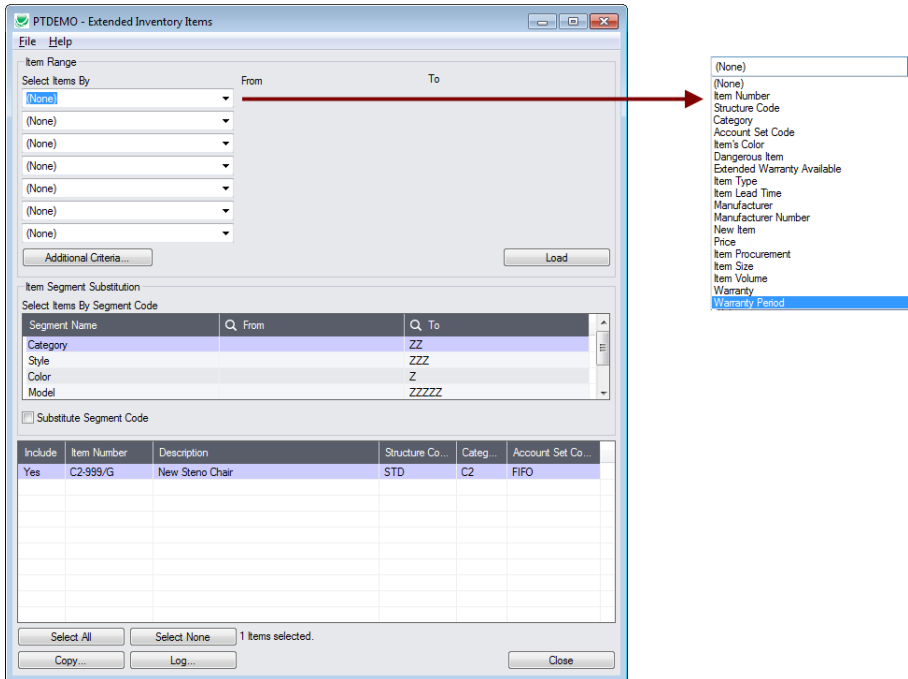 PTDEMO - Extended Inventory Items
File Help
Item Range
Select Items By From To
(None)
(None)
(None)
(None)
(None)
(None)
(None)
Additional Criteria... Load
Item Segment Substitution
Select Items By Segment Code
Segment Name From To
Category ZZ
Style ZZZ
Color Z
Model ZZZZZ
Substitute Segment Code
Include Item Number Description Structure Co... Categ... Account Set Co...
Yes C2-999/G New Steno Chair STD C2 FIFO
Select All Select None 1 Items selected.
Copy... Log... Close
(None)
(None)
Item Number
Structure Code
Category
Account Set Code
Item's Color
Dangerous Item
Extended Warranty Available
Item Type
Item Lead Time
Manufacturer
Manufacturer Number
New Item
Price
Item Procurement
Item Size
Item Volume
Warranty
Warranty Period